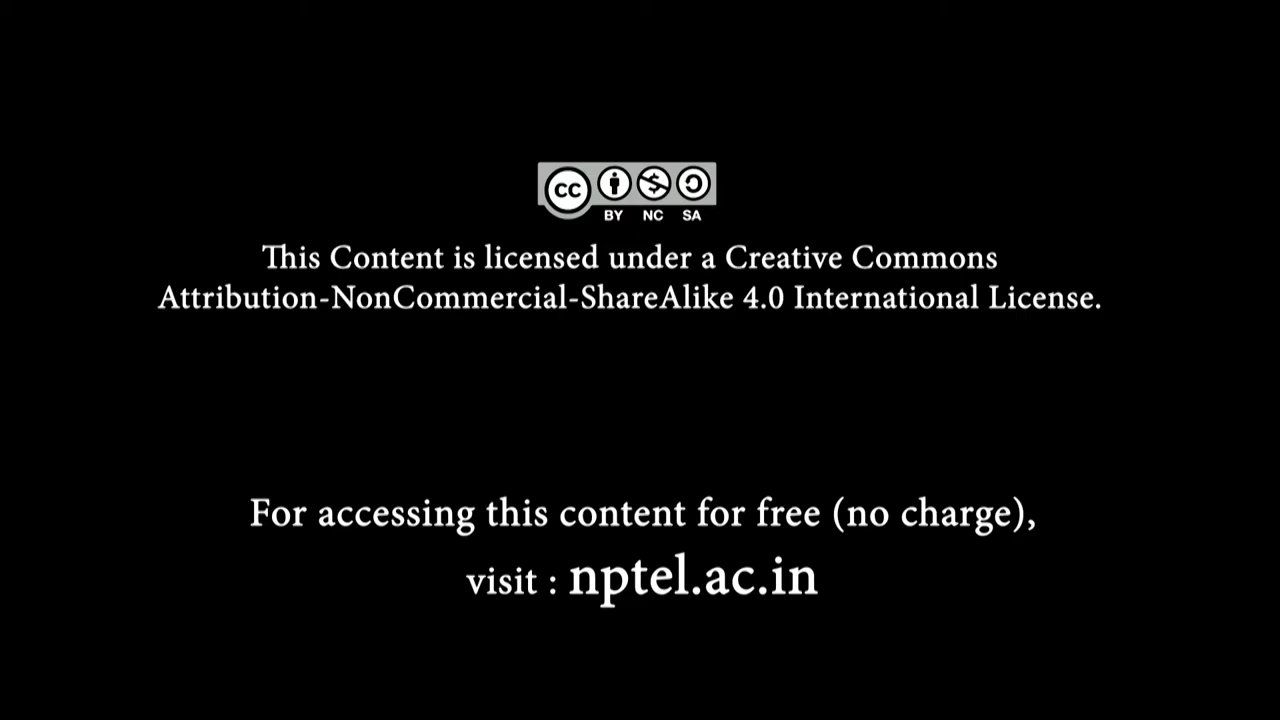 cc BY NC SA
This Content is licensed under a Creative Commons
Attribution-NonCommercial-ShareAlike 4.0 International License.
For accessing this content for free (no charge),
visit : nptel.ac.in